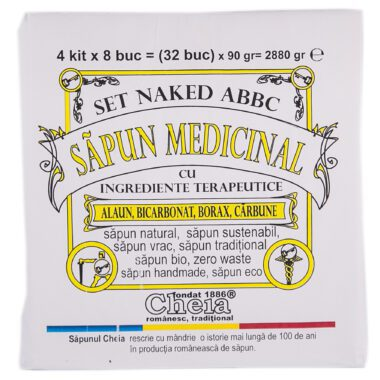 4 kit x 8 buc = (32 buc) x 90 gr= 2880 gr ℮
SET NAKED ABBC
SĂPUN MEDICINAL
CU
INGREDIENTE TERAPEUTICE
ALAUN, BICARBONAT, BORAX, CĂRBUNE
săpun natural, săpun sustenabil,
săpun vrac, săpun tradițional
săpun bio, zero waste
săpun handmade, săpun eco
fondat 1886®
Cheia
românesc, tradițional
Săpunul Cheia rescrie cu mândrie o istorie mai lungă de 100 de ani
în producția românească de săpun.